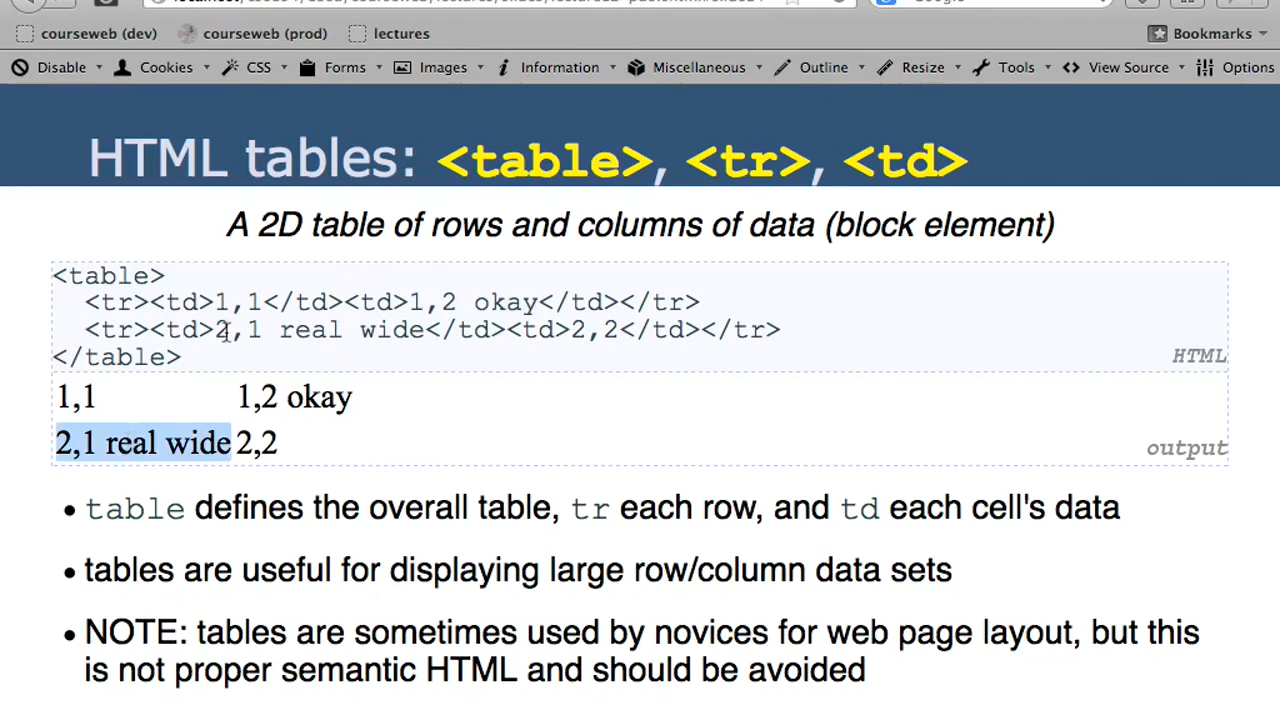 courseweb (dev) courseweb (prod) lectures Bookmarks
Disable Cookies CSS Forms Images Information Miscellaneous Outline Resize Tools View Source Options
HTML tables: <table>, <tr>, <td>
A 2D table of rows and columns of data (block element)
<table>
<tr><td>1,1</td><td>1,2 okay</td></tr>
<tr><td>2,1 real wide</td><td>2,2</td></tr>
</table>
HTML
1,1 1,2 okay
2,1 real wide 2,2
output
• table defines the overall table, tr each row, and td each cell's data
• tables are useful for displaying large row/column data sets
• NOTE: tables are sometimes used by novices for web page layout, but this
is not proper semantic HTML and should be avoided